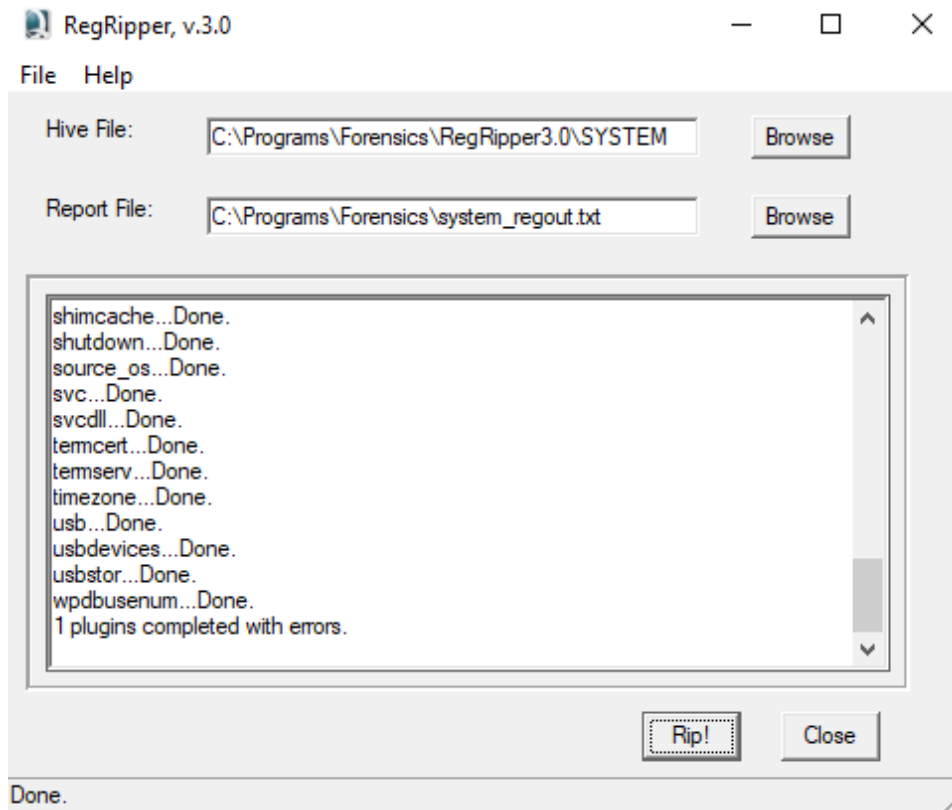 RegRipper, v.3.0
File Help
Hive File: C:\Programs\Forensics\RegRipper3.0\SYSTEM Browse
Report File: C:\Programs\Forensics\system_regout.txt Browse
shimcache...Done.
shutdown...Done.
source_os...Done.
svc...Done.
svcdll...Done.
termcert...Done.
termserv...Done.
timezone...Done.
usb...Done.
usbdevices...Done.
usbstor...Done.
wpdbusenum...Done.
1 plugins completed with errors.
Rip! Close
Done.